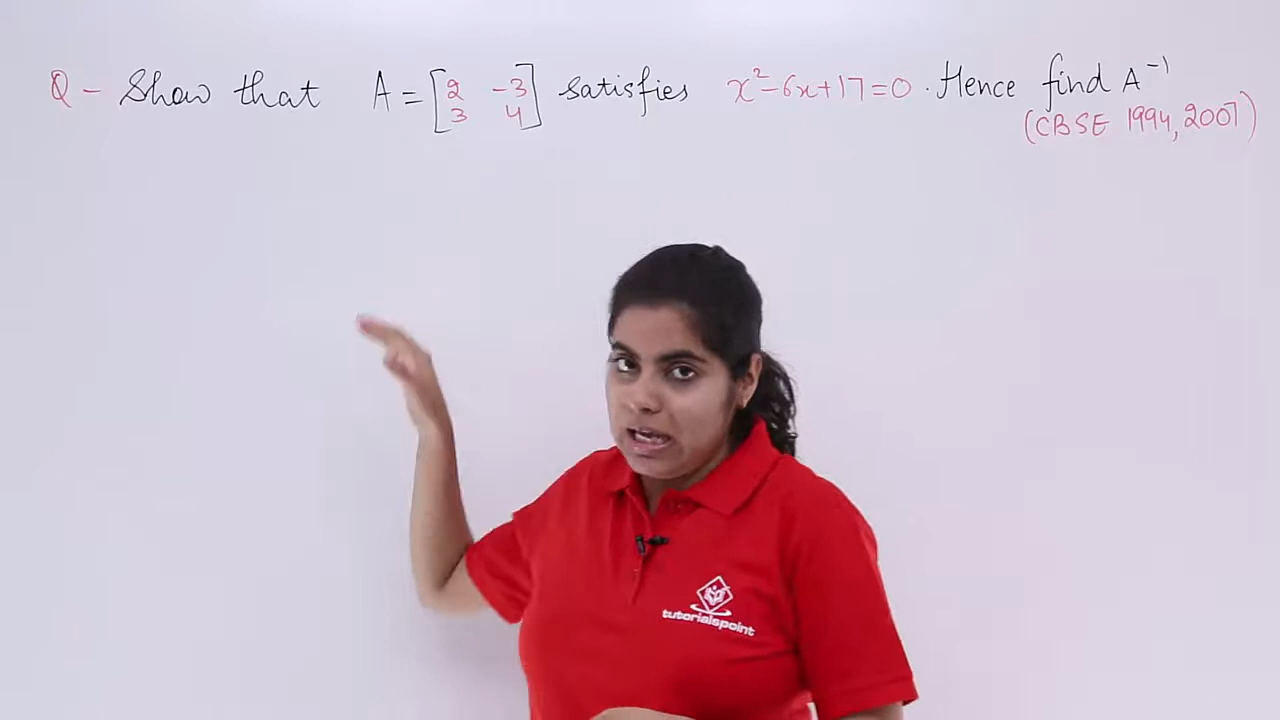 Q - Show that A = [2 -3 satisfies x²-6x+17=0. Hence find A⁻¹
3 4]
(CBSE 1994, 2007)
tutorialspoint